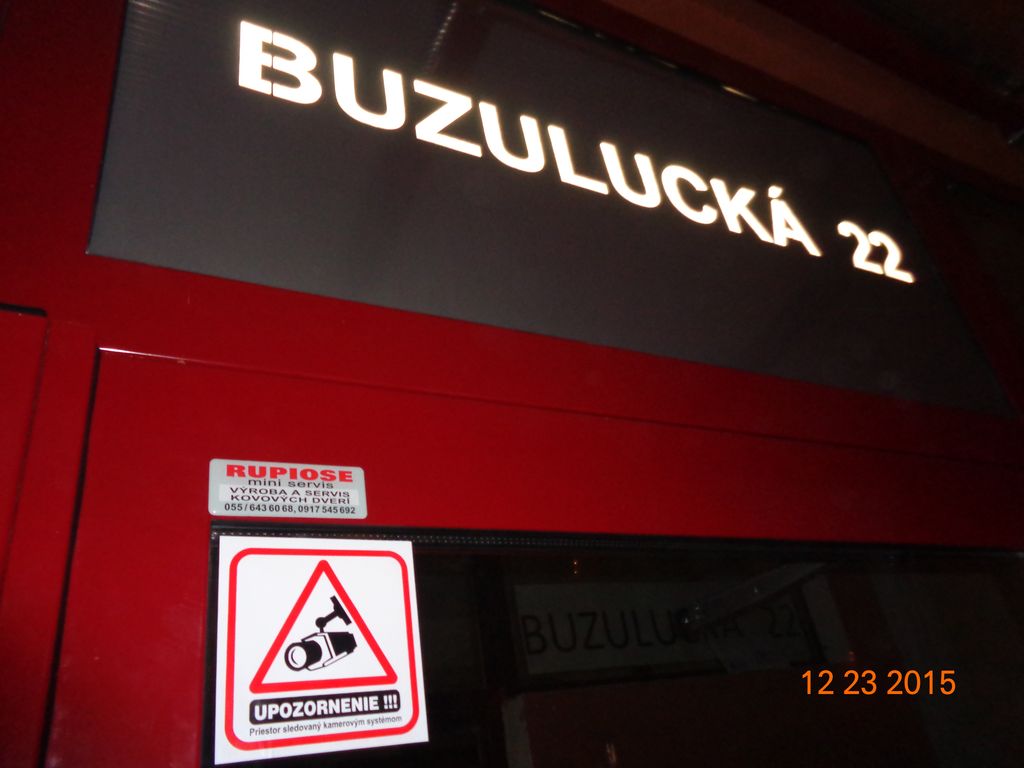 BUZULUCKÁ 22
RUPIOSE
mini servis
VÝROBA A SERVIS
KOVOVÝCH DVERÍ
055/643 60 68, 0917 545 692
UPOZORNENIE !!!
Priestor sledovaný kamerovým systémom
BUZULUCKÁ 22
12 23 2015